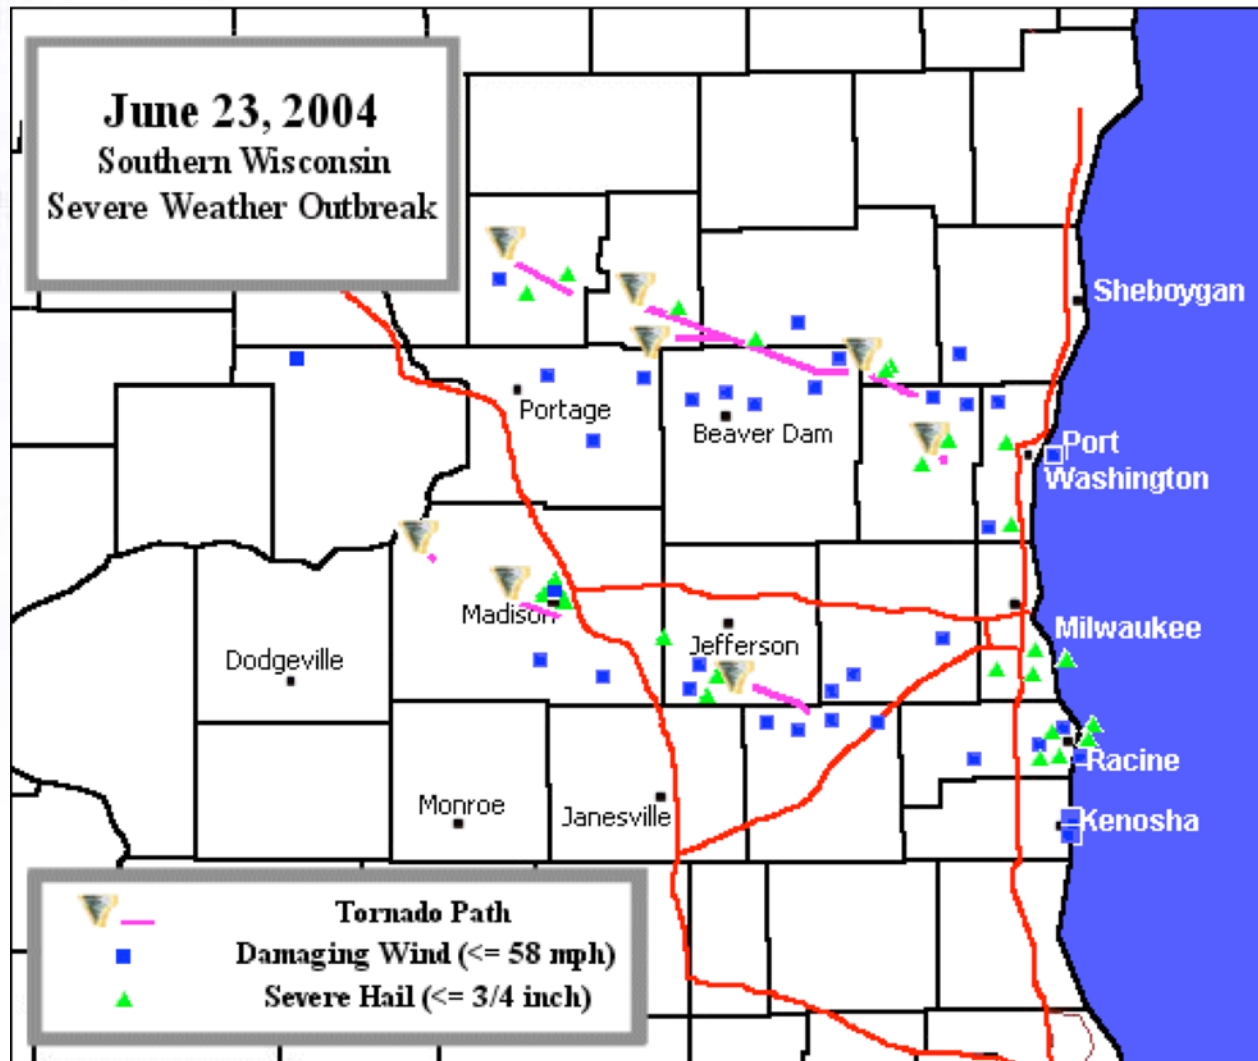 June 23, 2004
Southern Wisconsin
Severe Weather Outbreak
Sheboygan
Portage
Beaver Dam
Port
Washington
Madison
Jefferson
Milwaukee
Dodgeville
Racine
Monroe
Janesville
Kenosha
Tornado Path
Damaging Wind (<= 58 mph)
Severe Hail (<= 3/4 inch)